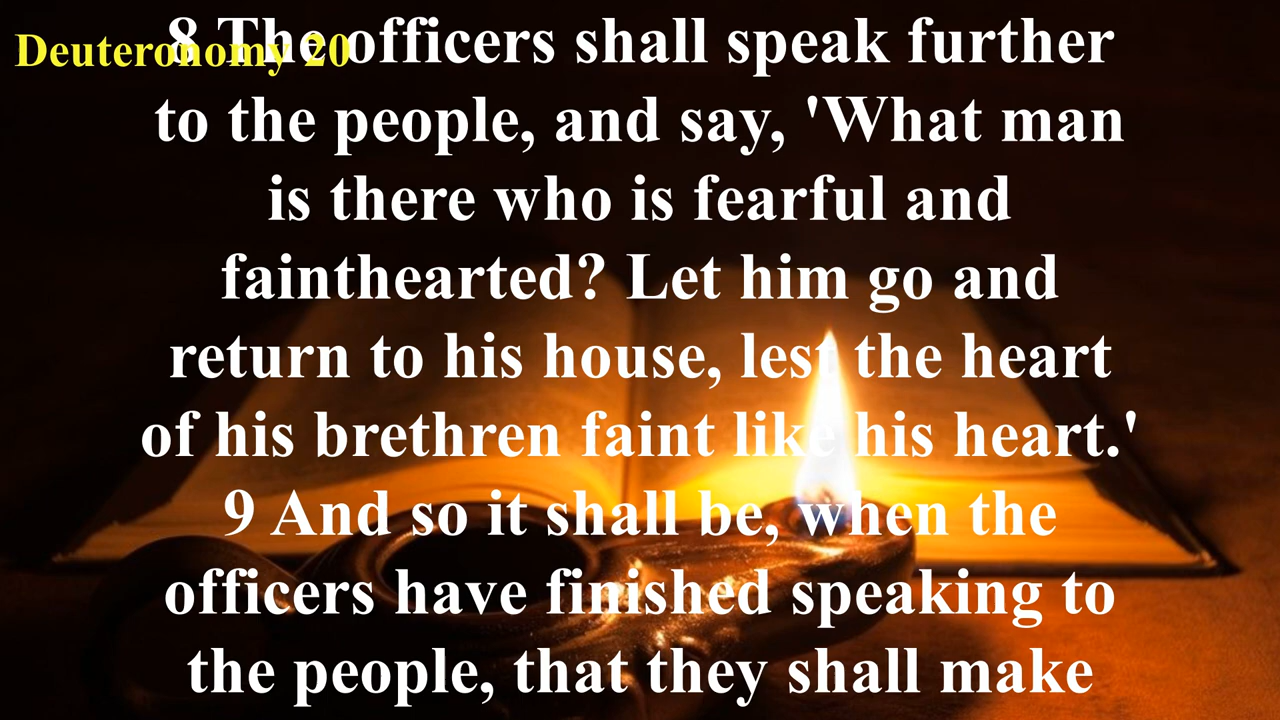 Deuteronomy 20
8 The officers shall speak further
to the people, and say, 'What man
is there who is fearful and
fainthearted? Let him go and
return to his house, lest the heart
of his brethren faint like his heart.'
9 And so it shall be, when the
officers have finished speaking to
the people, that they shall make